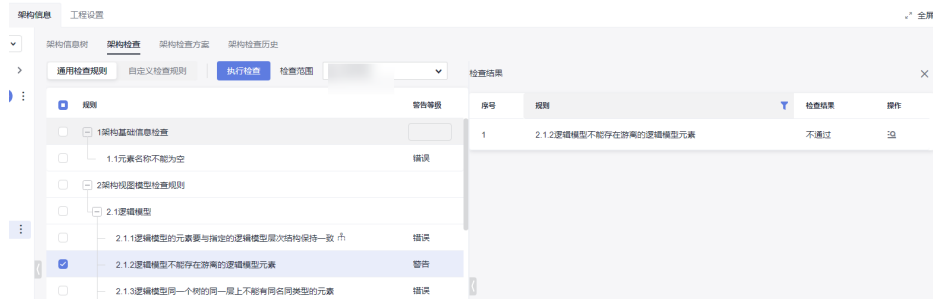 架构信息 工程设置 全屏
架构信息树 架构检查 架构检查方案 架构检查历史
通用检查规则 自定义检查规则 执行检查 检查范围
检查结果
规则 警告等级
序号 规则 检查结果 操作
1架构基础信息检查
1 2.1.2逻辑模型不能存在游离的逻辑模型元素 不通过
1.1元素名称不能为空 错误
2架构视图模型检查规则
2.1逻辑模型
2.1.1逻辑模型的元素要与指定的逻辑模型层次结构保持一致 错误
2.1.2逻辑模型不能存在游离的逻辑模型元素 警告
2.1.3逻辑模型同一个树的同一层上不能有同名同类型的元素 错误